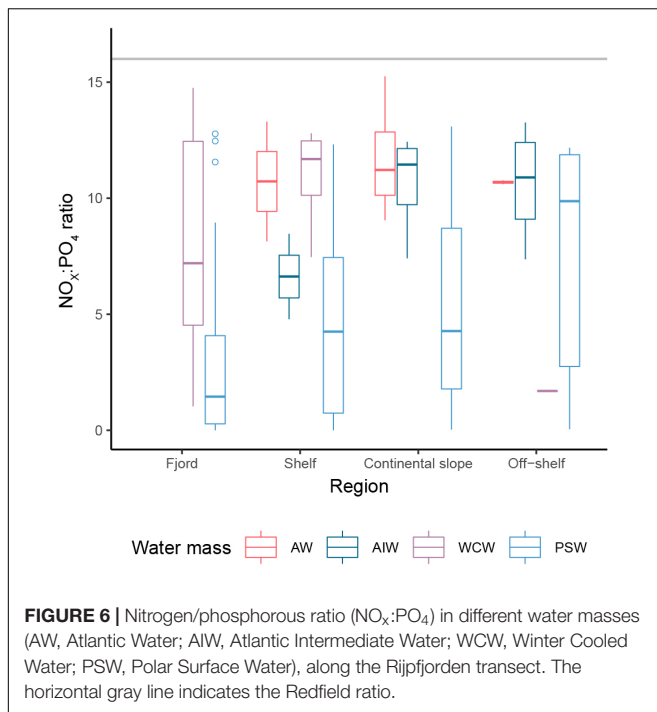 15
10
5
0
NOx:PO4 ratio
Fjord Shelf Continental slope Off−shelf
Region
Water mass AW AIW WCW PSW
FIGURE 6 | Nitrogen/phosphorous ratio (NOx:PO4) in different water masses
(AW, Atlantic Water; AIW, Atlantic Intermediate Water; WCW, Winter Cooled
Water; PSW, Polar Surface Water), along the Rijpfjorden transect. The
horizontal gray line indicates the Redfield ratio.